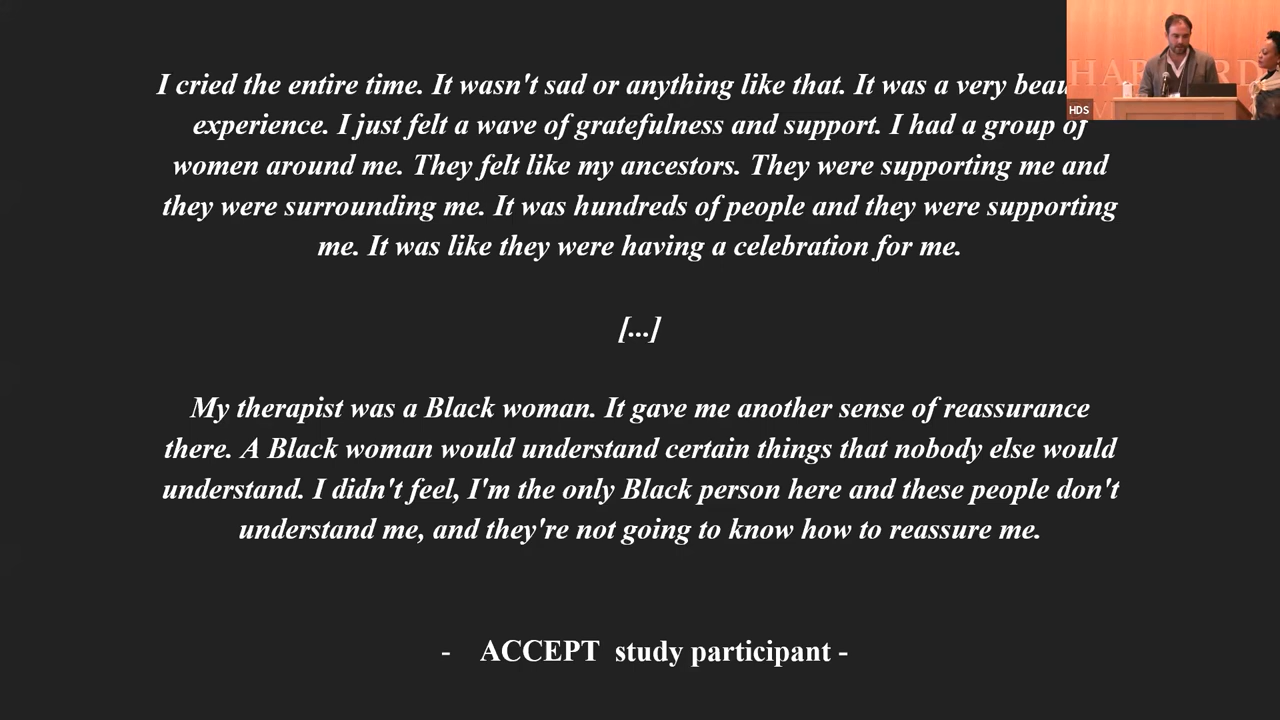 I cried the entire time. It wasn't sad or anything like that. It was a very
experience. I just felt a wave of gratefulness and support. I had a group of
women around me. They felt like my ancestors. They were supporting me and
they were surrounding me. It was hundreds of people and they were supporting
me. It was like they were having a celebration for me.
[...]
My therapist was a Black woman. It gave me another sense of reassurance
there. A Black woman would understand certain things that nobody else would
understand. I didn't feel, I'm the only Black person here and these people don't
understand me, and they're not going to know how to reassure me.
- ACCEPT study participant -
HDS